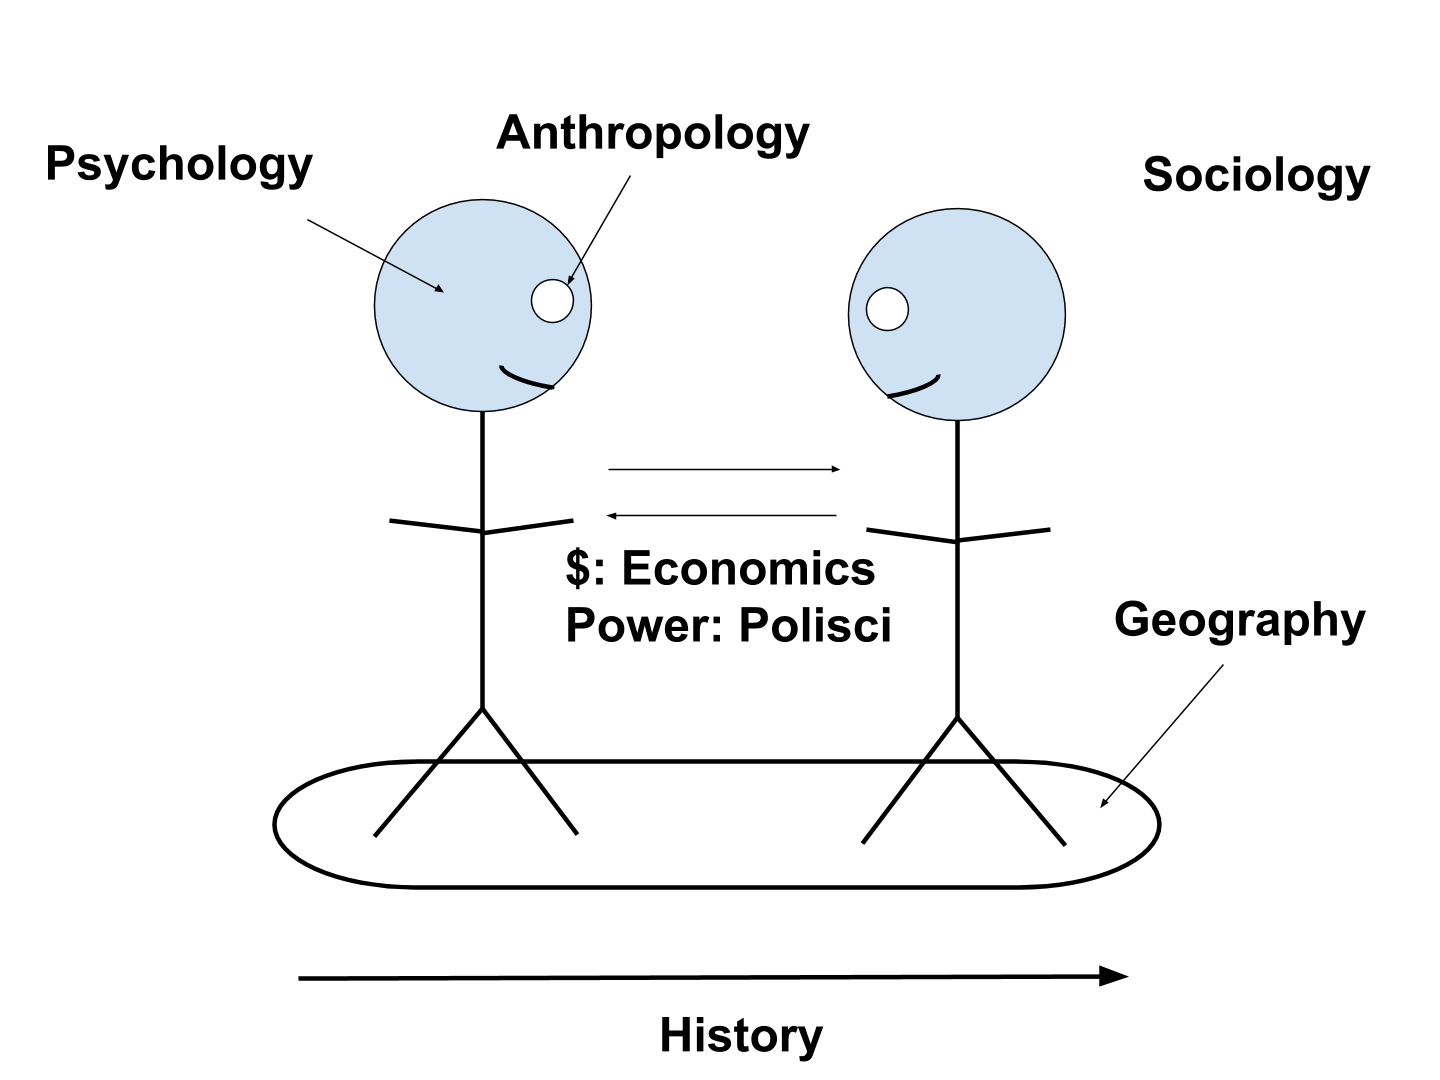 Anthropology
Psychology
Sociology
$: Economics
Power: Polisci
Geography
History